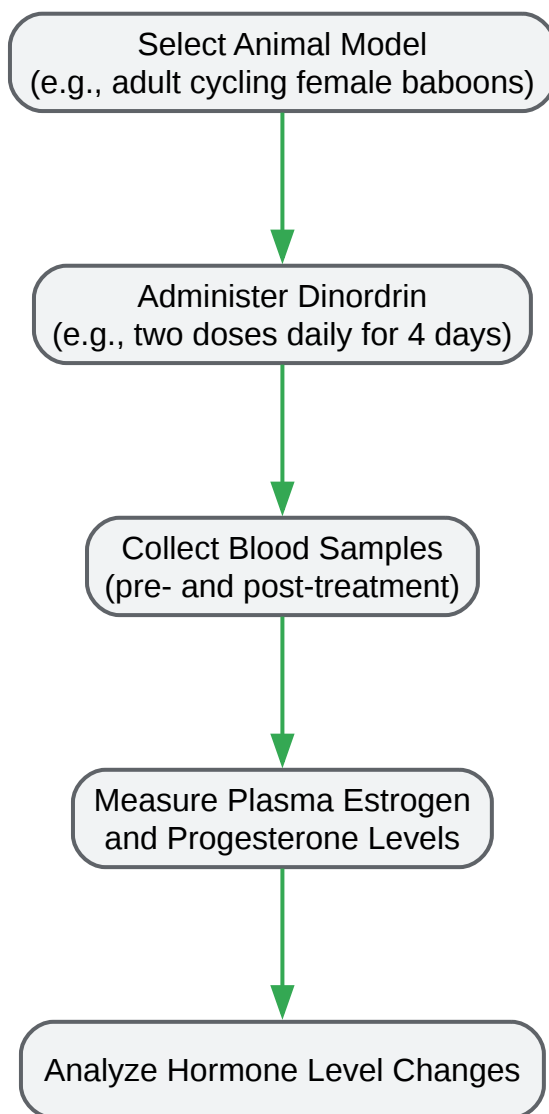 Select Animal Model
(e.g., adult cycling female baboons)
Administer Dinordrin
(e.g., two doses daily for 4 days)
Collect Blood Samples
(pre- and post-treatment)
Measure Plasma Estrogen
and Progesterone Levels
Analyze Hormone Level Changes